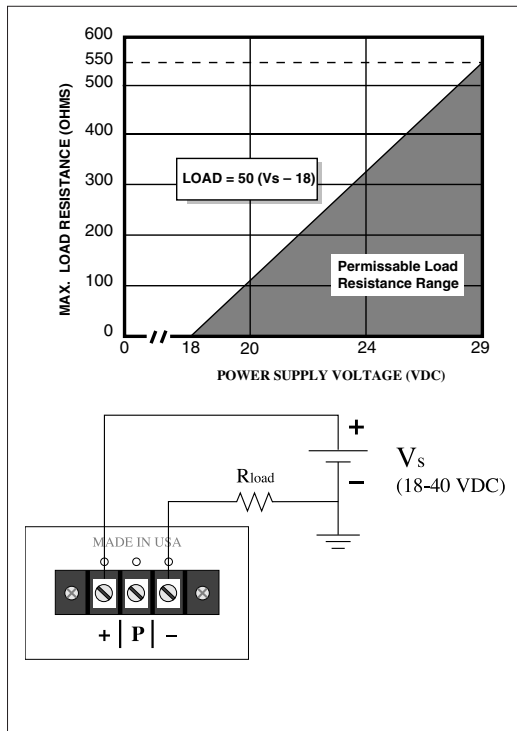 600
550
500
400
300
200
100
0
MAX. LOAD RESISTANCE (OHMS)
LOAD = 50 (Vs – 18)
Permissable Load
Resistance Range
0 18 20 24 29
POWER SUPPLY VOLTAGE (VDC)
+
Vs
–
(18-40 VDC)
Rload
MADE IN USA
+ | P | –